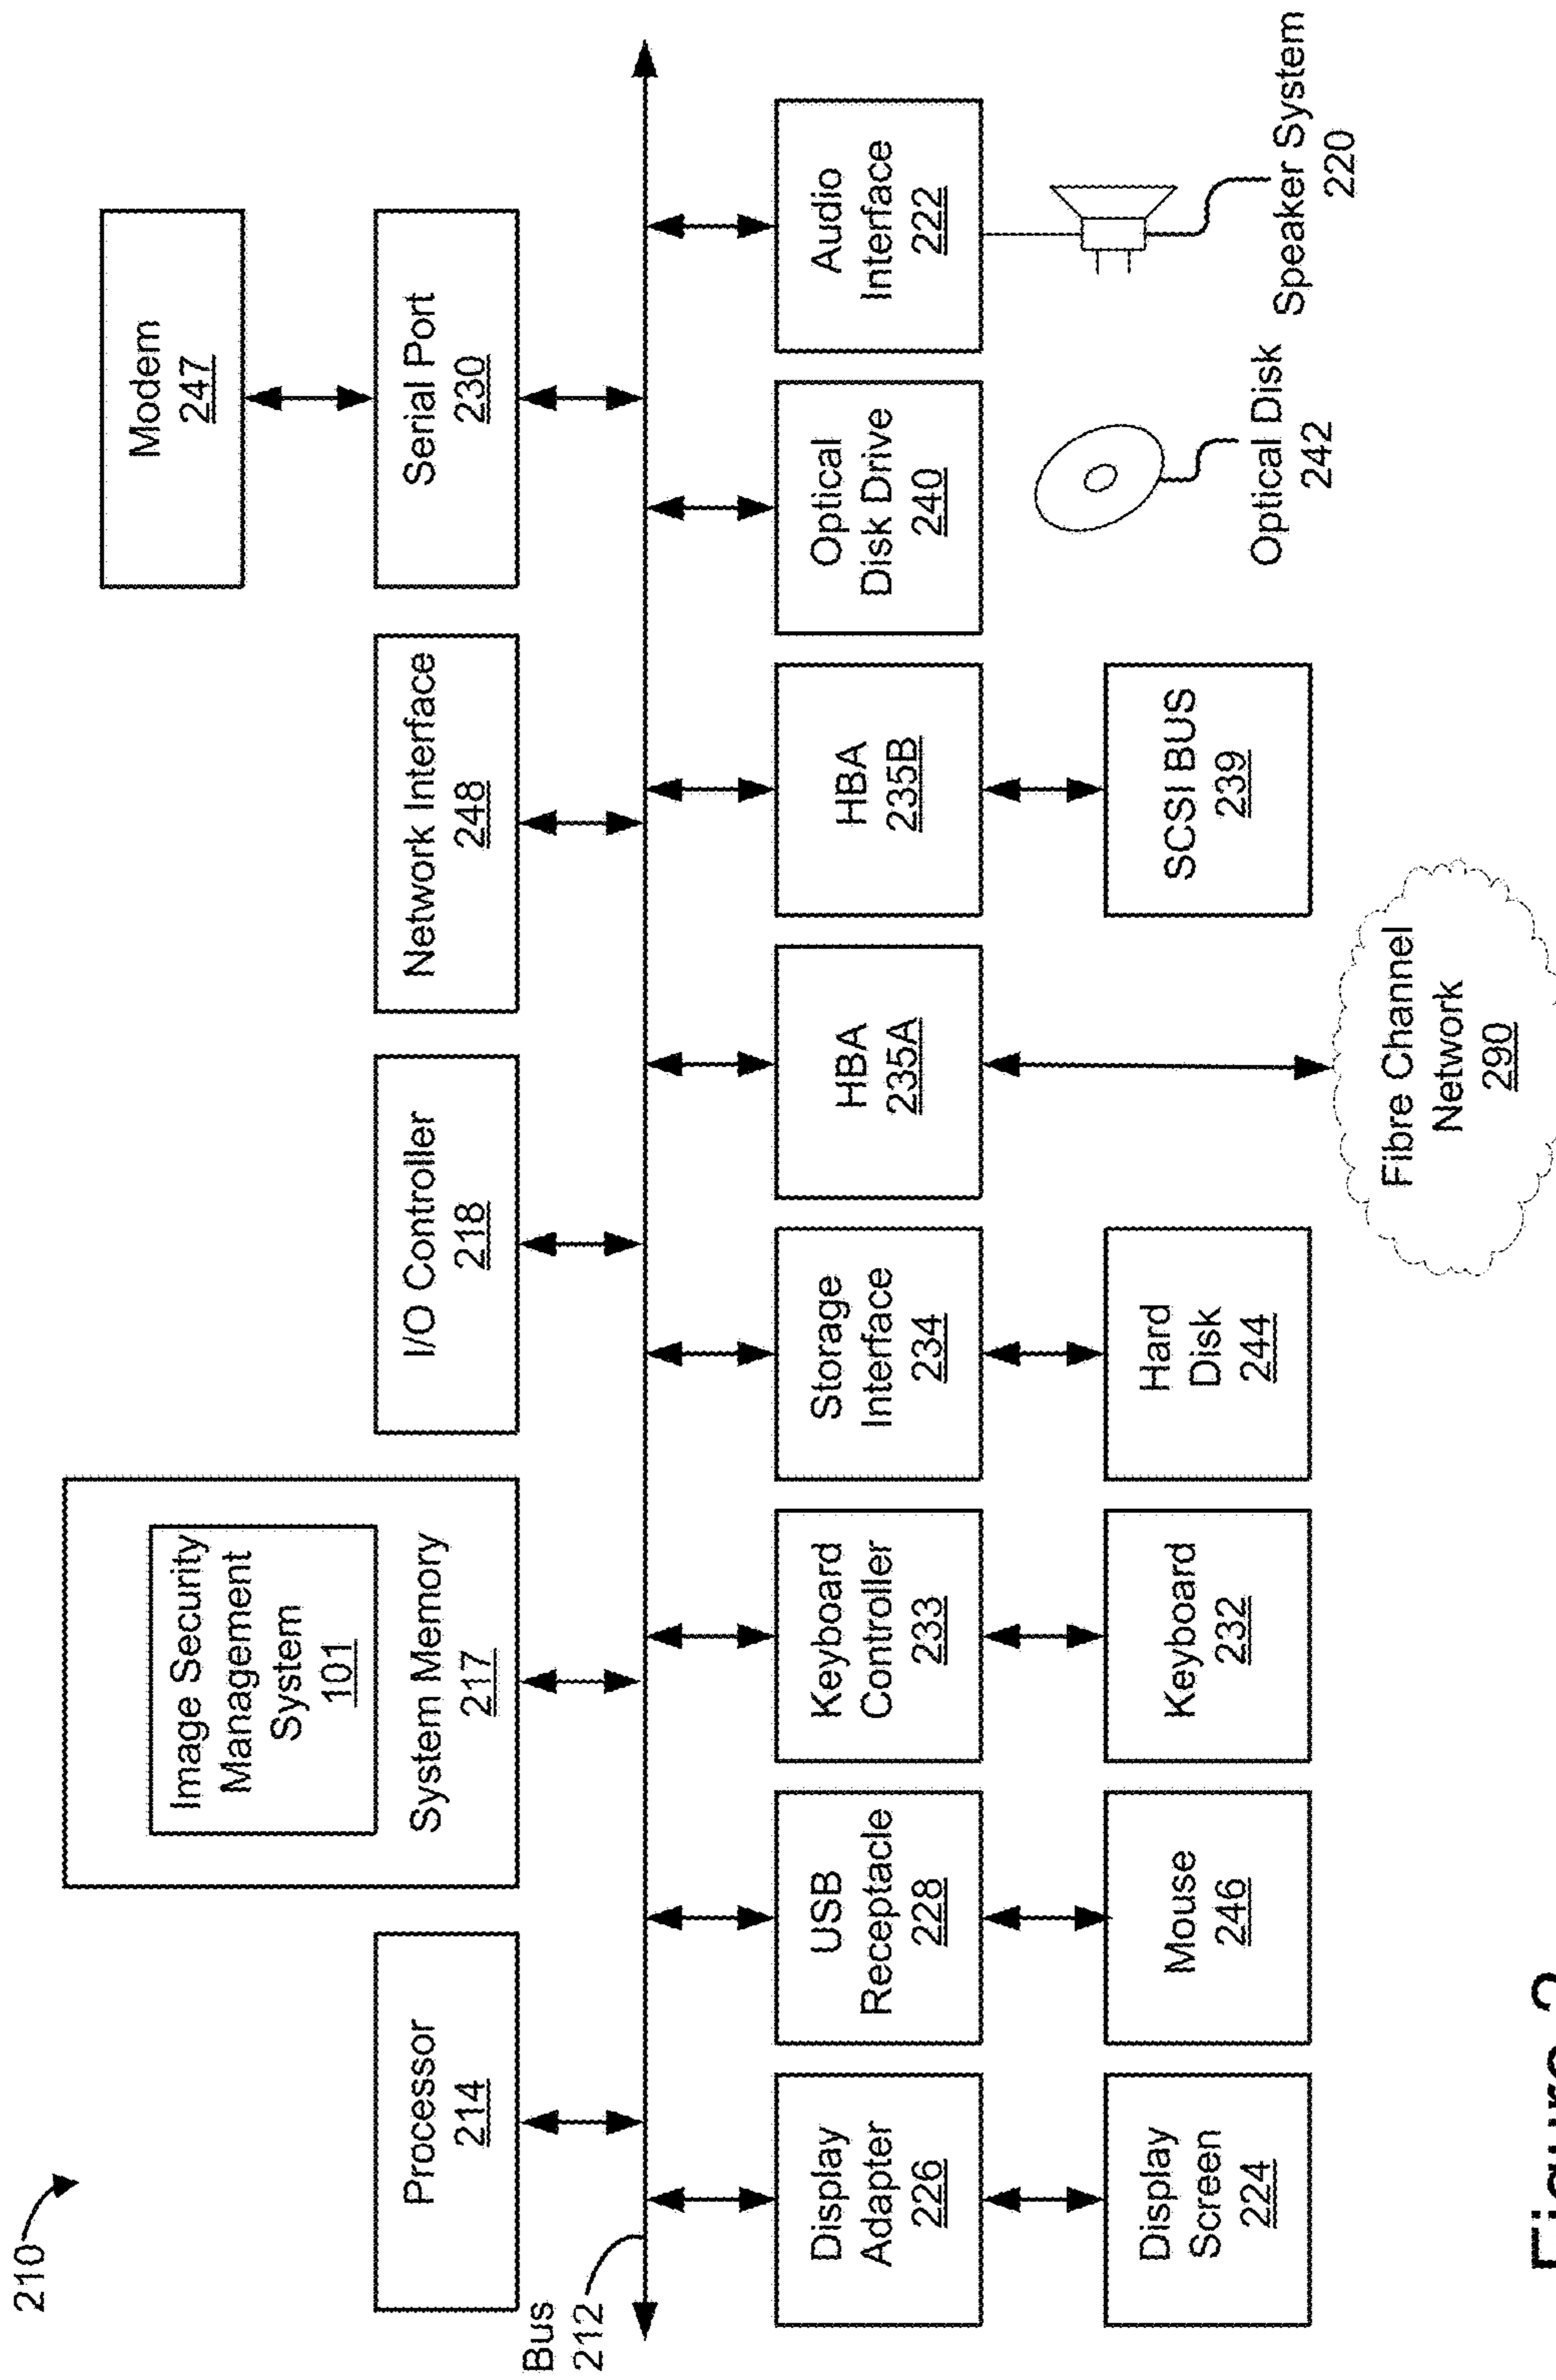 210
Processor
214
Image Security
Management
System
101
System Memory
217
I/O Controller
218
Network Interface
248
Modem
247
Serial Port
230
Bus
212
Display
Adapter
226
USB
Receptacle
228
Keyboard
Controller
233
Storage
Interface
234
HBA
235A
HBA
235B
Optical
Disk Drive
240
Audio
Interface
222
Display
Screen
224
Mouse
246
Keyboard
232
Hard
Disk
244
Fibre Channel
Network
290
SCSI BUS
239
Optical Disk
242
Speaker System
220
Figure 2